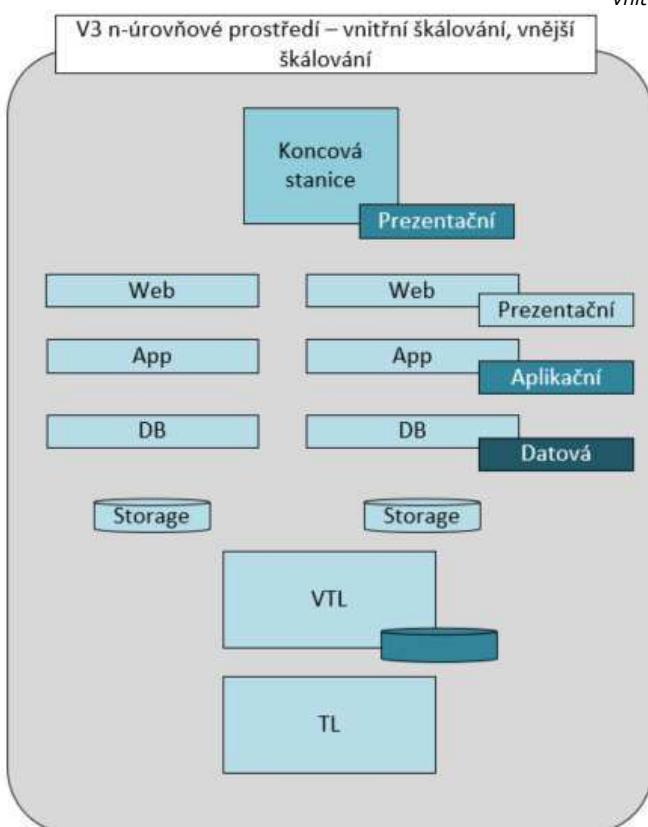 vnit
V3 n-úrovňové prostředí – vnitřní škálování, vnější
škálování
Koncová
stanice
Prezentační
Web
Web
Prezentační
App
App
Aplikační
DB
DB
Datová
Storage
Storage
VTL
TL